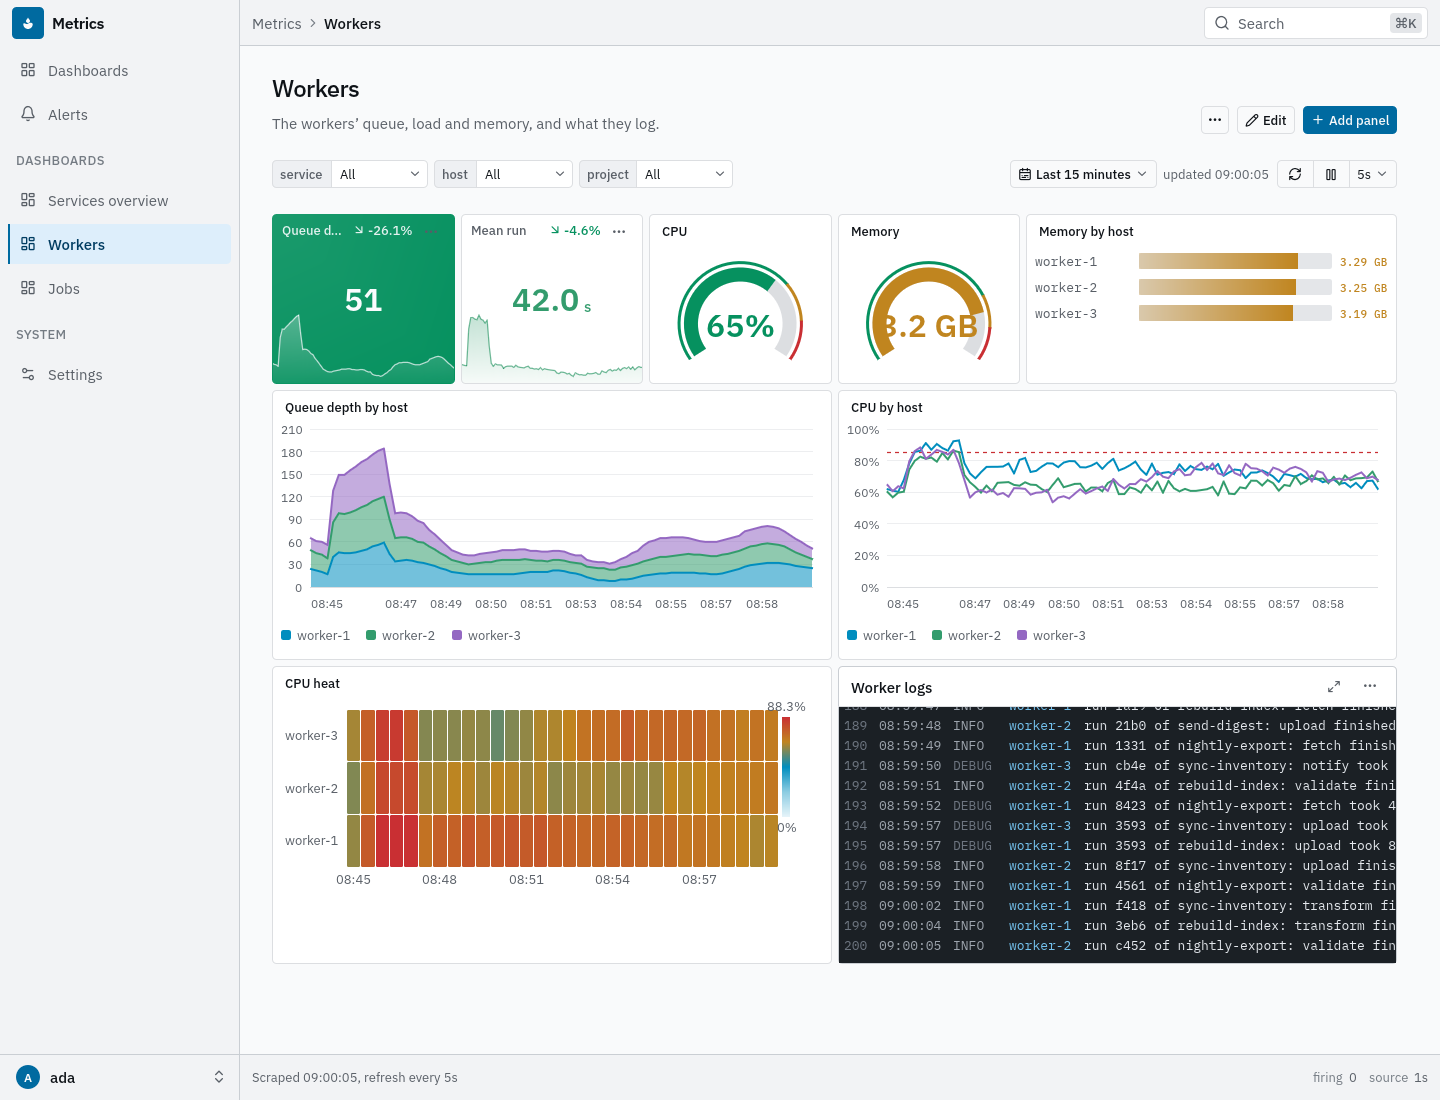 Metrics
Dashboards
Alerts
DASHBOARDS
Services overview
Workers
Jobs
SYSTEM
Settings
ada
A
Metrics > Workers
Search ⌘K
Workers
The workers’ queue, load and memory, and what they log.
Edit
+ Add panel
service All
host All
project All
Last 15 minutes
updated 09:00:05
5s
Queue d... ↘ -26.1%
51
Mean run ↘ -4.6%
42.0 s
CPU
65%
Memory
3.2 GB
Memory by host
worker-1 3.29 GB
worker-2 3.25 GB
worker-3 3.19 GB
Queue depth by host
210
180
150
120
90
60
30
0
08:45 08:47 08:49 08:50 08:51 08:53 08:54 08:55 08:57 08:58
worker-1 worker-2 worker-3
CPU by host
100%
80%
60%
40%
20%
0%
08:45 08:47 08:49 08:50 08:51 08:52 08:54 08:55 08:57 08:58
worker-1 worker-2 worker-3
CPU heat
88.3%
worker-3
worker-2
worker-1
0%
08:45 08:48 08:51 08:54 08:57
Worker logs
189 08:59:48 INFO worker-2 run 21b0 of send-digest: upload finished
190 08:59:49 INFO worker-1 run 1331 of nightly-export: fetch finish
191 08:59:50 DEBUG worker-3 run cb4e of sync-inventory: notify took
192 08:59:51 INFO worker-2 run 4f4a of rebuild-index: validate fini
193 08:59:52 DEBUG worker-1 run 8423 of nightly-export: fetch took 4
194 08:59:57 DEBUG worker-3 run 3593 of sync-inventory: upload took
195 08:59:57 DEBUG worker-1 run 3593 of rebuild-index: upload took 8
196 08:59:58 INFO worker-2 run 8f17 of sync-inventory: upload finis
197 08:59:59 INFO worker-1 run 4561 of nightly-export: validate fin
198 09:00:02 INFO worker-1 run f418 of sync-inventory: transform fi
199 09:00:04 INFO worker-1 run 3eb6 of rebuild-index: transform fin
200 09:00:05 INFO worker-2 run c452 of nightly-export: validate fin
Scraped 09:00:05, refresh every 5s
firing 0 source 1s